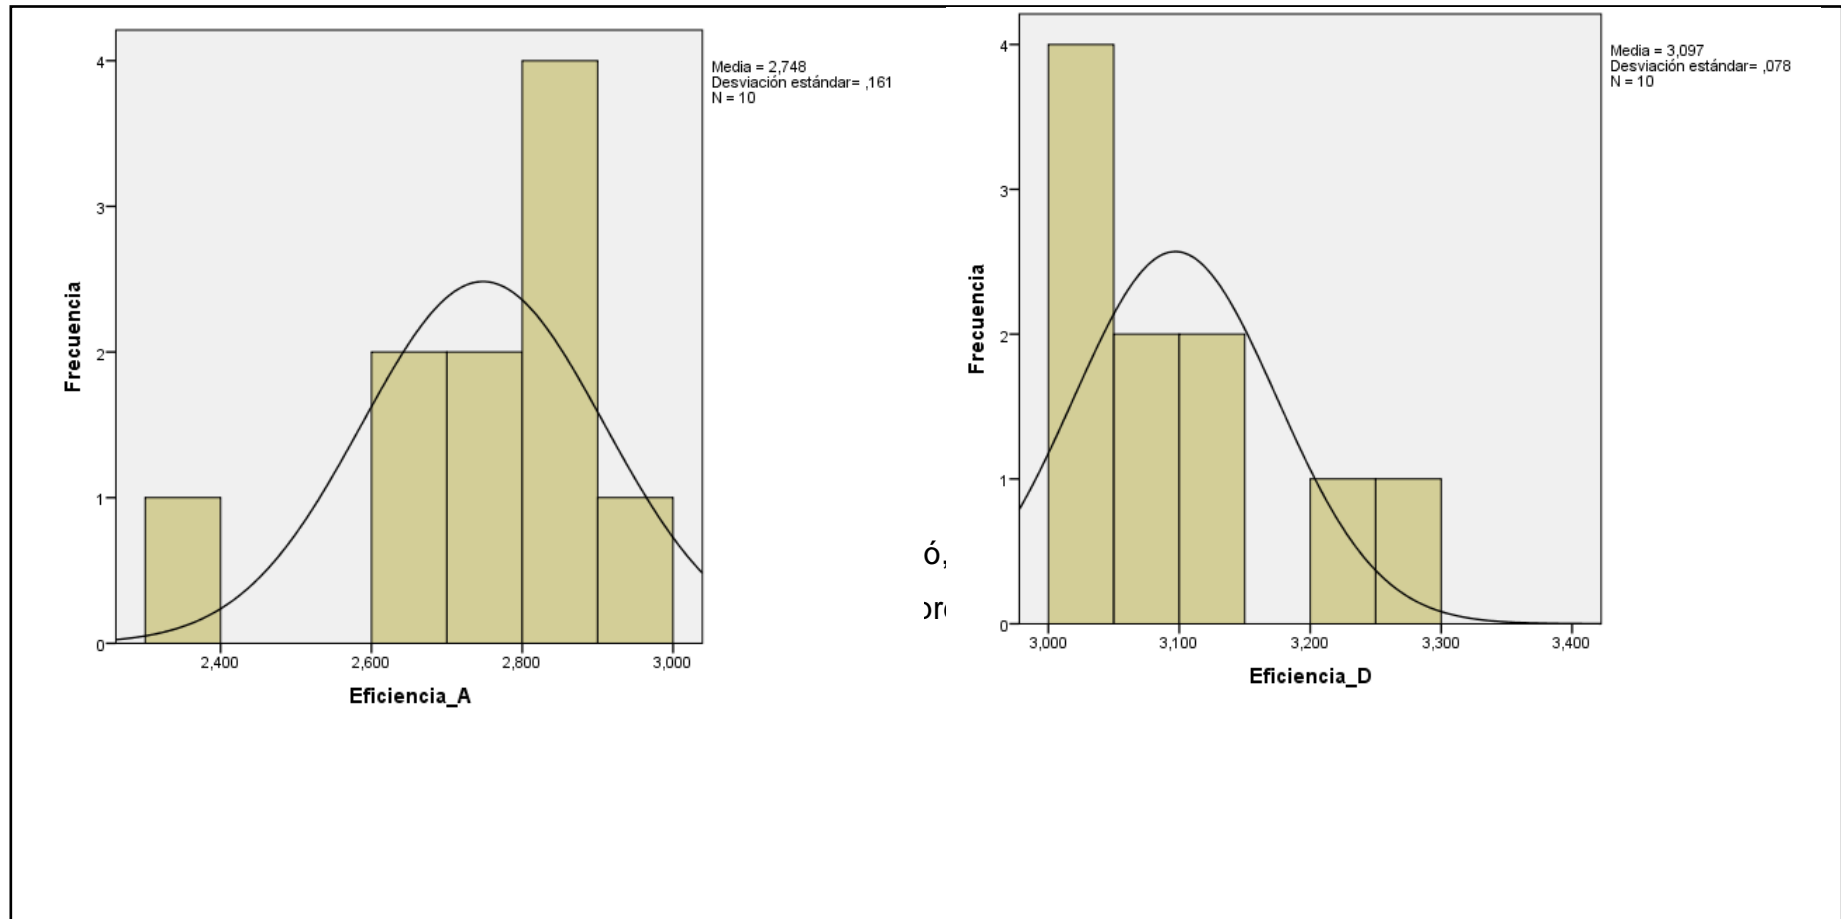 4
3
2
1
0
Frecuencia
2,400 2,600 2,800 3,000
Eficiencia_A
Media = 2,748
Desviación estándar= ,161
N = 10
ó,
4
3
2
1
0
Frecuencia
3,000 3,100 3,200 3,300 3,400
Eficiencia_D
Media = 3,097
Desviación estándar= ,078
N = 10